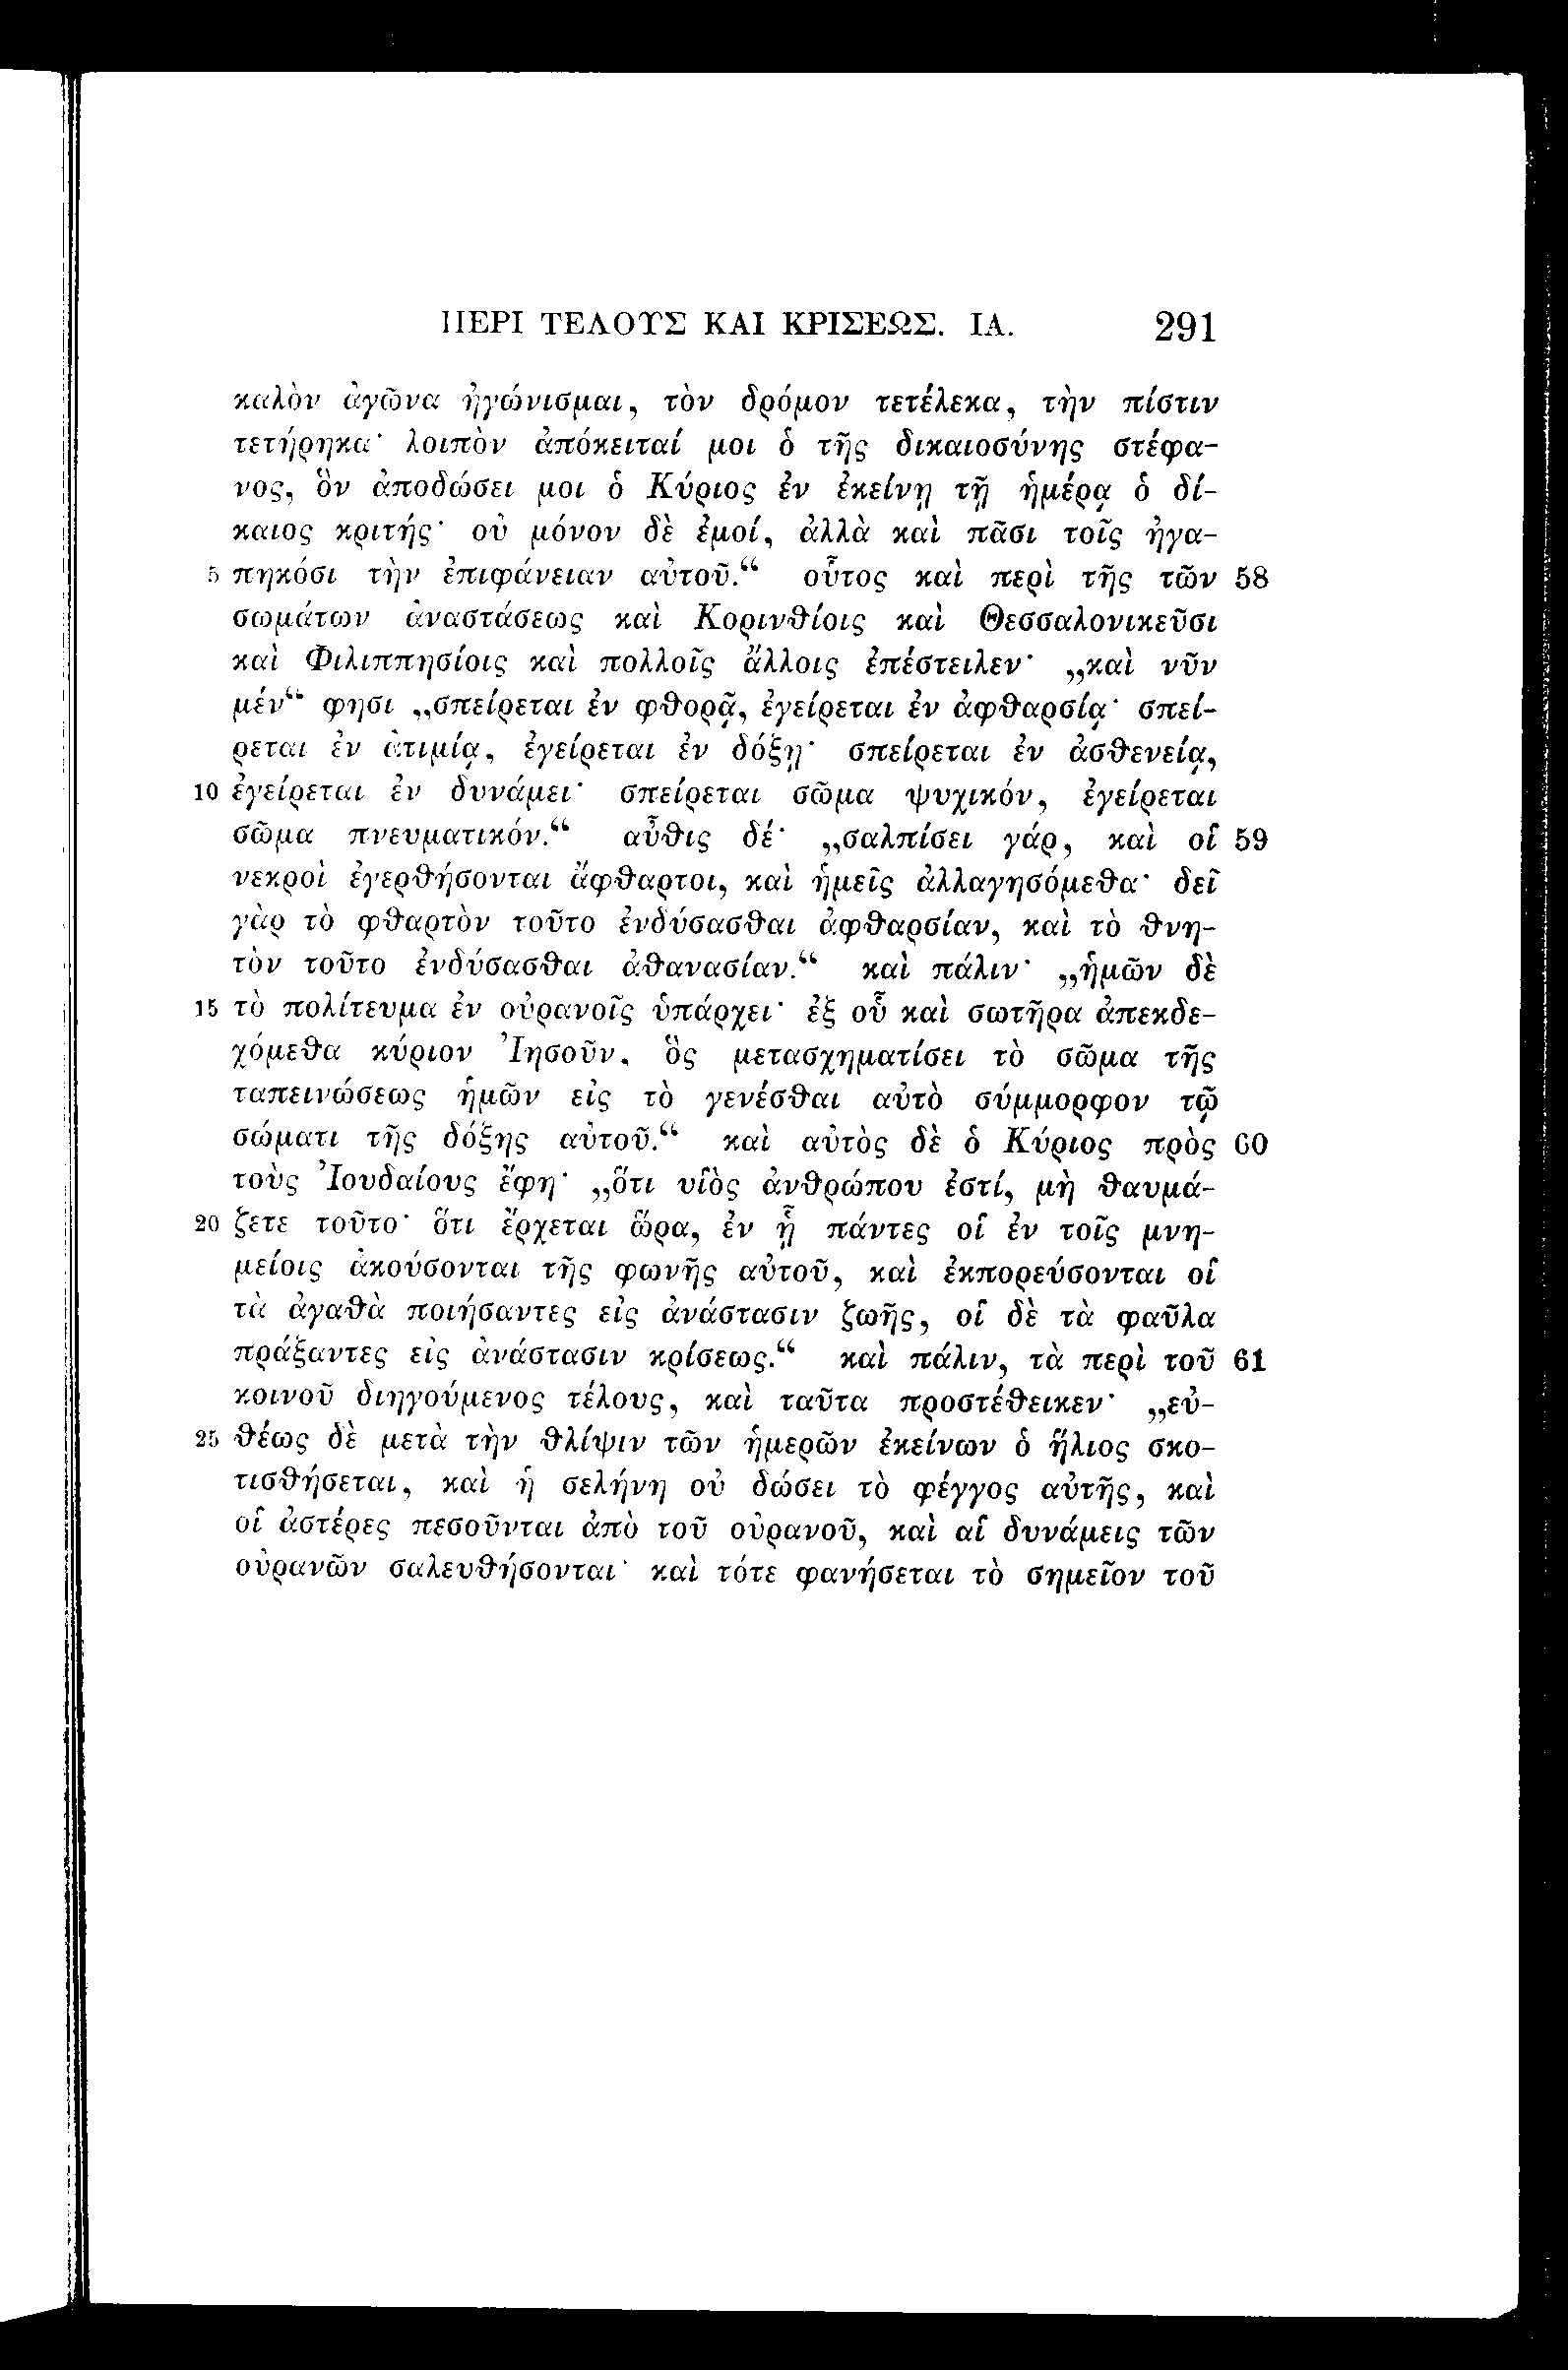 ΠΕΡΙ ΤΕΛΟΥΣ ΚΑΙ ΚΡΙΣΕΩΣ. ΙΑ. 291
καλὸν ἀγῶνα ἠγώνισμαι, τὸν δρόμον τετέλεκα, τὴν πίστιν
τετήρηκα· λοιπὸν ἀπόκειταί μοι ὁ τῆς δικαιοσύνης στέφα-
νος, ὃν ἀποδώσει μοι ὁ Κύριος ἐν ἐκείνῃ τῇ ἡμέρᾳ ὁ δί-
καιος κριτής· οὐ μόνον δὲ ἐμοί, ἀλλὰ καὶ πᾶσι τοῖς ἠγα-
5 πηκόσι τὴν ἐπιφάνειαν αὐτοῦ.“ οὗτος καὶ περὶ τῆς τῶν 58
σωμάτων ἀναστάσεως καὶ Κορινθίοις καὶ Θεσσαλονικεῦσι
καὶ Φιλιππησίοις καὶ πολλοῖς ἄλλοις ἐπέστειλεν· „καὶ νῦν
μέν“ φησι „σπείρεται ἐν φθορᾷ, ἐγείρεται ἐν ἀφθαρσίᾳ· σπεί-
ρεται ἐν ἀτιμίᾳ, ἐγείρεται ἐν δόξῃ· σπείρεται ἐν ἀσθενείᾳ,
10 ἐγείρεται ἐν δυνάμει· σπείρεται σῶμα ψυχικόν, ἐγείρεται
σῶμα πνευματικόν.“ αὖθις δέ· „σαλπίσει γάρ, καὶ οἱ 59
νεκροὶ ἐγερθήσονται ἄφθαρτοι, καὶ ἡμεῖς ἀλλαγησόμεθα· δεῖ
γὰρ τὸ φθαρτὸν τοῦτο ἐνδύσασθαι ἀφθαρσίαν, καὶ τὸ θνη-
τὸν τοῦτο ἐνδύσασθαι ἀθανασίαν.“ καὶ πάλιν· „ἡμῶν δὲ
15 τὸ πολίτευμα ἐν οὐρανοῖς ὑπάρχει· ἐξ οὗ καὶ σωτῆρα ἀπεκδε-
χόμεθα κύριον Ἰησοῦν, ὃς μετασχηματίσει τὸ σῶμα τῆς
ταπεινώσεως ἡμῶν εἰς τὸ γενέσθαι αὐτὸ σύμμορφον τῷ
σώματι τῆς δόξης αὐτοῦ.“ καὶ αὐτὸς δὲ ὁ Κύριος πρὸς 60
τοὺς Ἰουδαίους ἔφη· „ὅτι υἱὸς ἀνθρώπου ἐστί, μὴ θαυμά-
20 ζετε τοῦτο· ὅτι ἔρχεται ὥρα, ἐν ᾗ πάντες οἱ ἐν τοῖς μνη-
μείοις ἀκούσονται τῆς φωνῆς αὐτοῦ, καὶ ἐκπορεύσονται οἱ
τὰ ἀγαθὰ ποιήσαντες εἰς ἀνάστασιν ζωῆς, οἱ δὲ τὰ φαῦλα
πράξαντες εἰς ἀνάστασιν κρίσεως.“ καὶ πάλιν, τὰ περὶ τοῦ 61
κοινοῦ διηγούμενος τέλους, καὶ ταῦτα προστέθεικεν· „εὐ-
25 θέως δὲ μετὰ τὴν θλίψιν τῶν ἡμερῶν ἐκείνων ὁ ἥλιος σκο-
τισθήσεται, καὶ ἡ σελήνη οὐ δώσει τὸ φέγγος αὐτῆς, καὶ
οἱ ἀστέρες πεσοῦνται ἀπὸ τοῦ οὐρανοῦ, καὶ αἱ δυνάμεις τῶν
οὐρανῶν σαλευθήσονται· καὶ τότε φανήσεται τὸ σημεῖον τοῦ